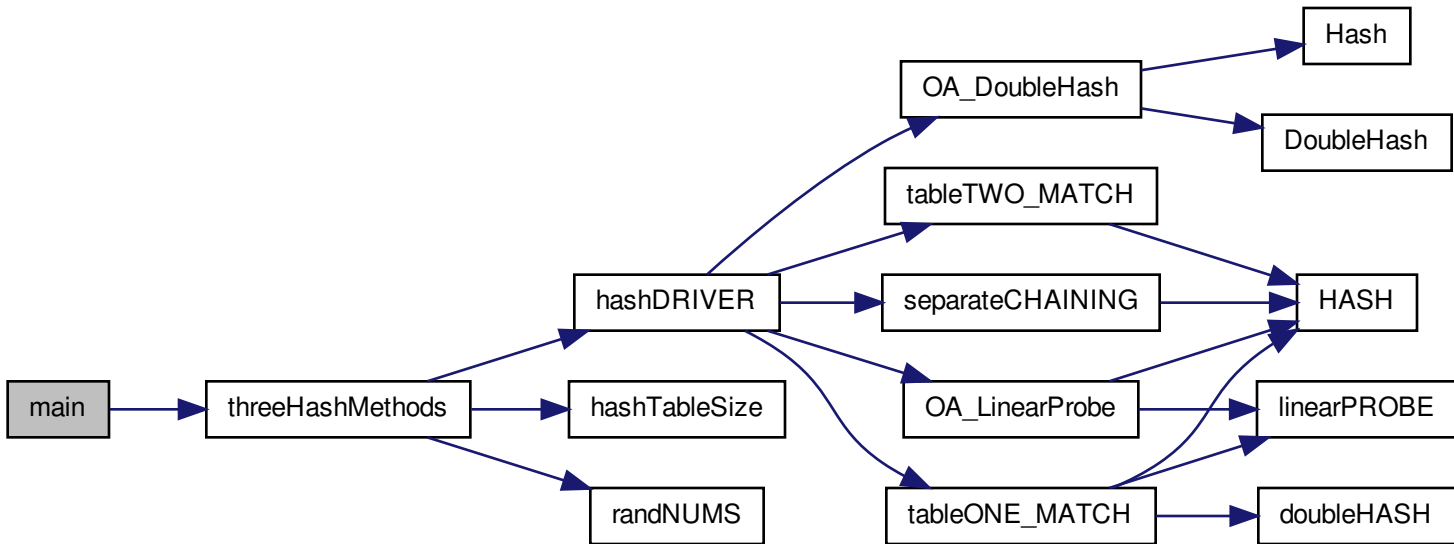 main
threeHashMethods
hashDRIVER
hashTableSize
randNUMS
OA_DoubleHash
tableTWO_MATCH
separateCHAINING
OA_LinearProbe
tableONE_MATCH
Hash
DoubleHash
HASH
linearPROBE
doubleHASH